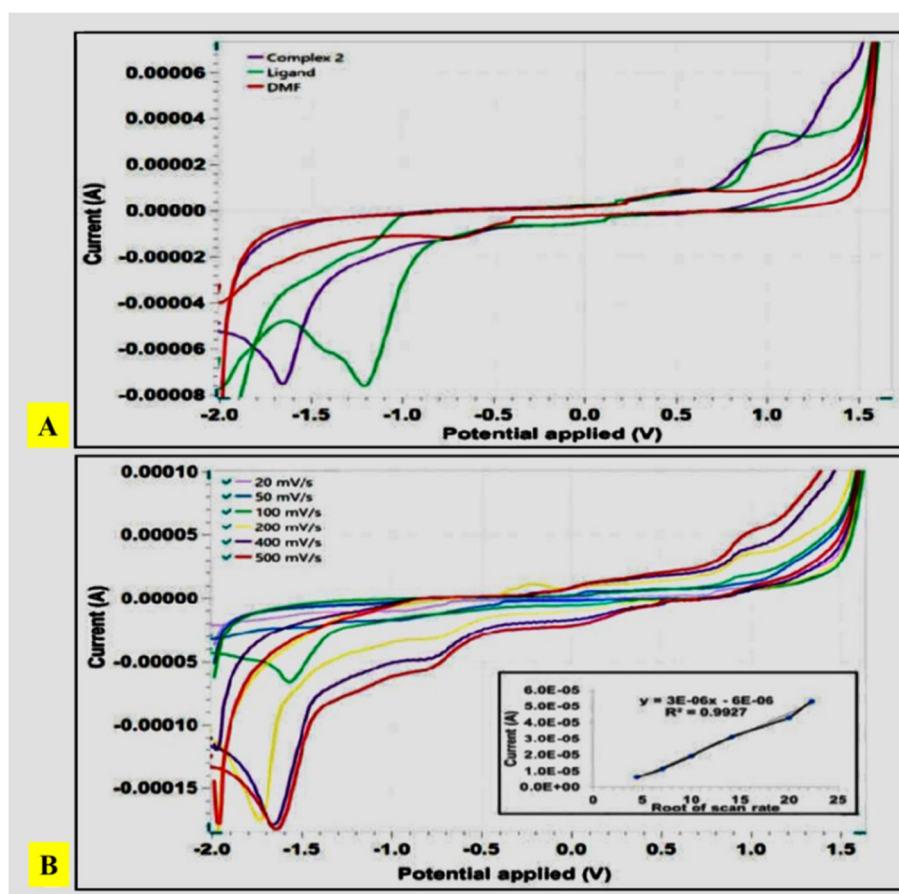 Complex 2
Ligand
DMF
0.00006
0.00004
0.00002
0.00000
-0.00002
-0.00004
-0.00006
-0.00008
Current (A)
-2.0 -1.5 -1.0 -0.5 0.0 0.5 1.0 1.5
Potential applied (V)
A
20 mV/s
50 mV/s
100 mV/s
200 mV/s
400 mV/s
500 mV/s
0.00010
0.00005
0.00000
-0.00005
-0.00010
-0.00015
Current (A)
y = 3E-06x - 6E-06
R² = 0.9927
6.0E-05
5.0E-05
4.0E-05
3.0E-05
2.0E-05
1.0E-05
0.0E+00
Current (A)
0 5 10 15 20 25
Root of scan rate
-2.0 -1.5 -1.0 -0.5 0.0 0.5 1.0 1.5
Potential applied (V)
B